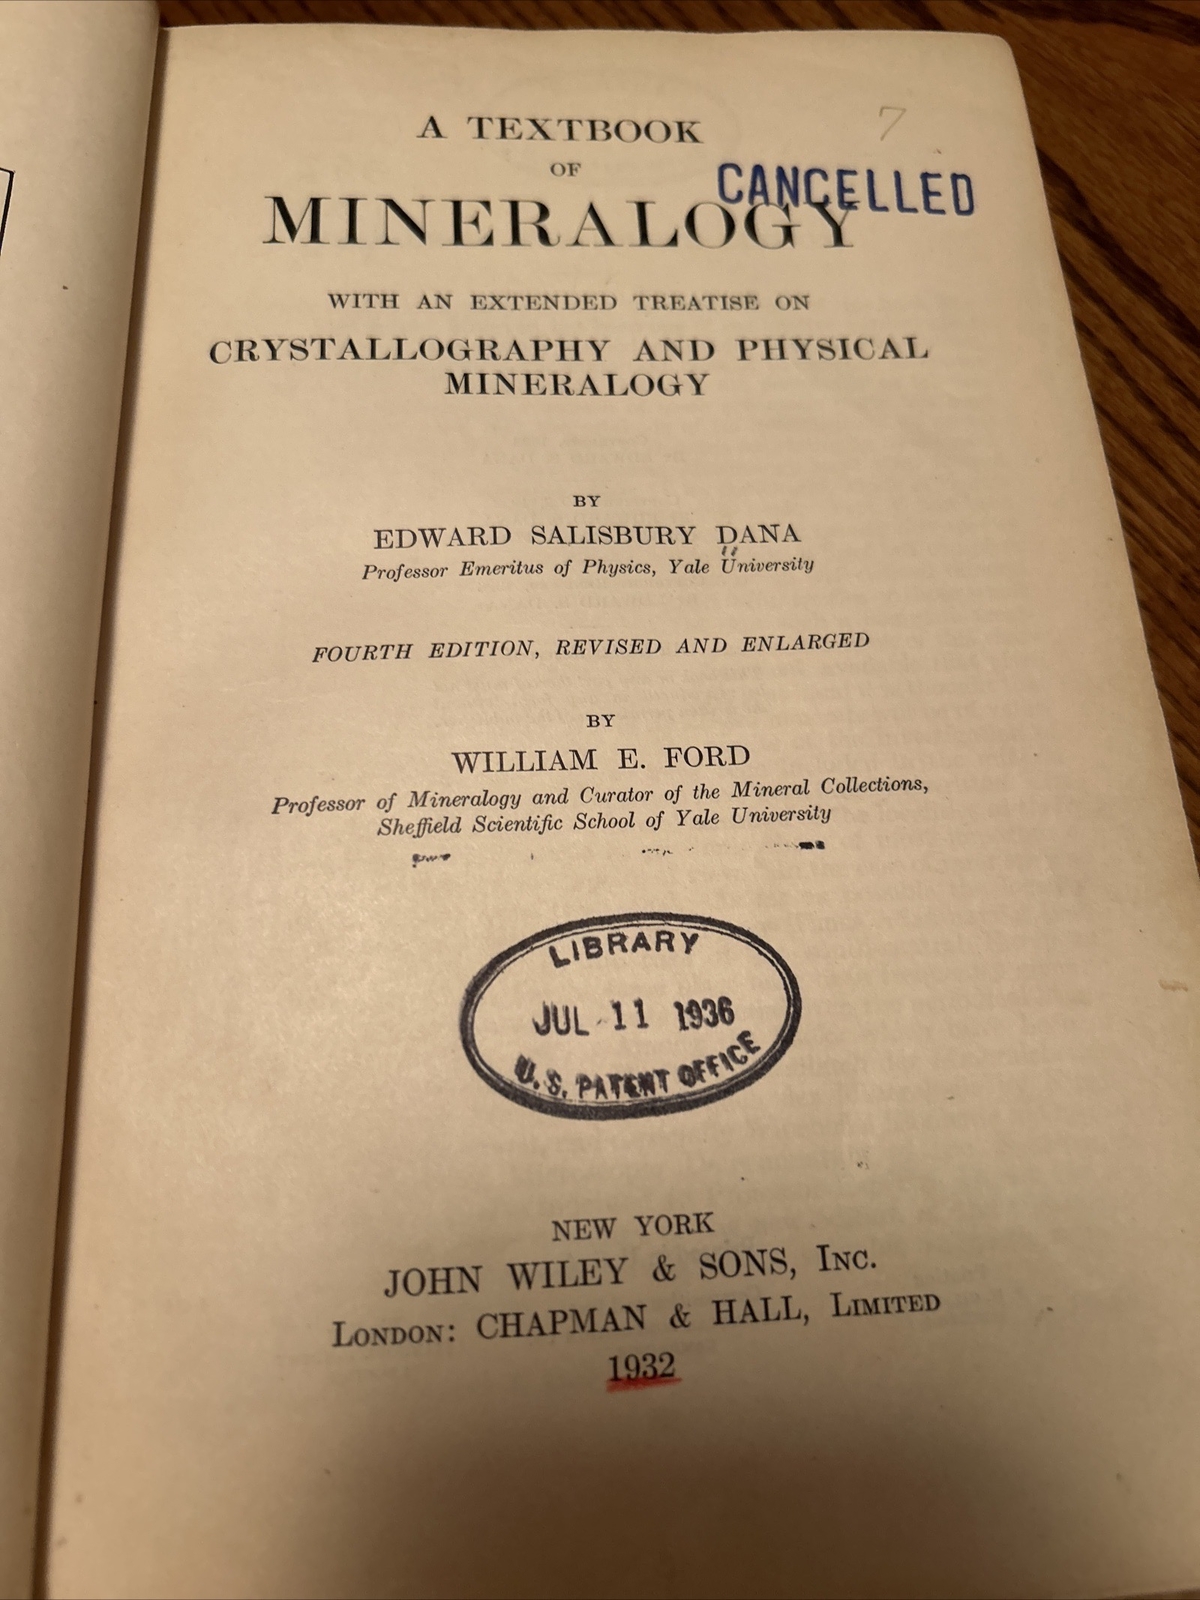 7
A TEXTBOOK
OF
CANCELLED
MINERALOGY
WITH AN EXTENDED TREATISE ON
CRYSTALLOGRAPHY AND PHYSICAL
MINERALOGY
BY
EDWARD SALISBURY DANA
Professor Emeritus of Physics, Yale University
FOURTH EDITION, REVISED AND ENLARGED
BY
WILLIAM E. FORD
Professor of Mineralogy and Curator of the Mineral Collections,
Sheffield Scientific School of Yale University
LIBRARY
JUL 11 1936
U.S. PATENT OFFICE
NEW YORK
JOHN WILEY & SONS, INC.
LONDON: CHAPMAN & HALL, LIMITED
1932